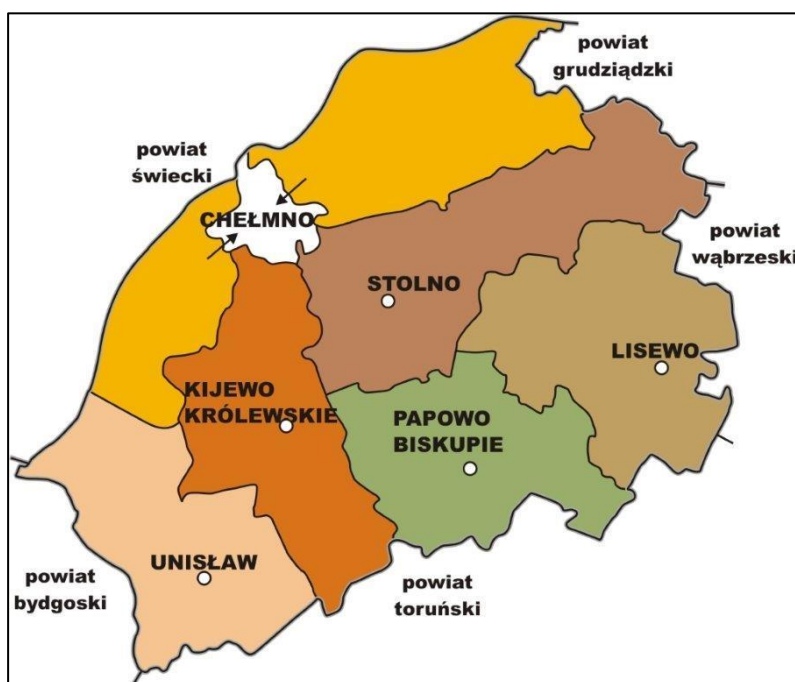 powiat
grudziądzki
powiat
świecki
CHEŁMNO
powiat
wąbrzeski
STOLNO
LISEWO
KIJEWO
KRÓLEWSKIE
PAPOWO
BISKUPIE
UNISŁAW
powiat
bydgoski
powiat
toruński